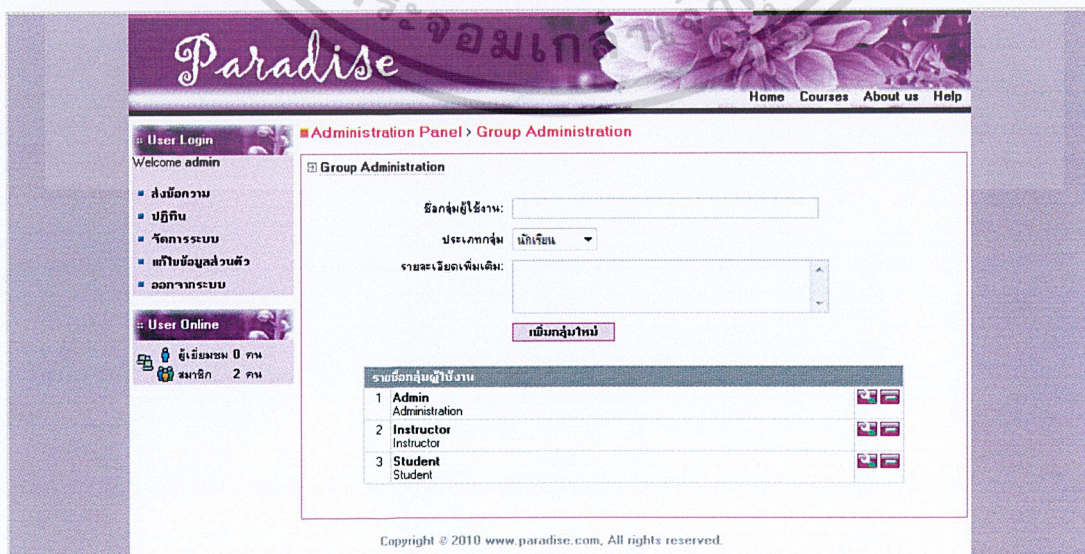 Paradise
Home Courses About us Help
:: User Login
Welcome admin
ส่งข้อความ
ปฏิทิน
จัดการระบบ
แก้ไขข้อมูลส่วนตัว
ออกจากระบบ
:: User Online
ผู้เยี่ยมชม 0 คน
สมาชิก 2 คน
Administration Panel > Group Administration
Group Administration
ชื่อกลุ่มผู้ใช้งาน:
ประเภทกลุ่ม นักเรียน
รายละเอียดเพิ่มเติม:
เพิ่มกลุ่มใหม่
รายชื่อกลุ่มผู้ใช้งาน
1 Admin
Administration
2 Instructor
Instructor
3 Student
Student
Copyright © 2010 www.paradise.com, All rights reserved.